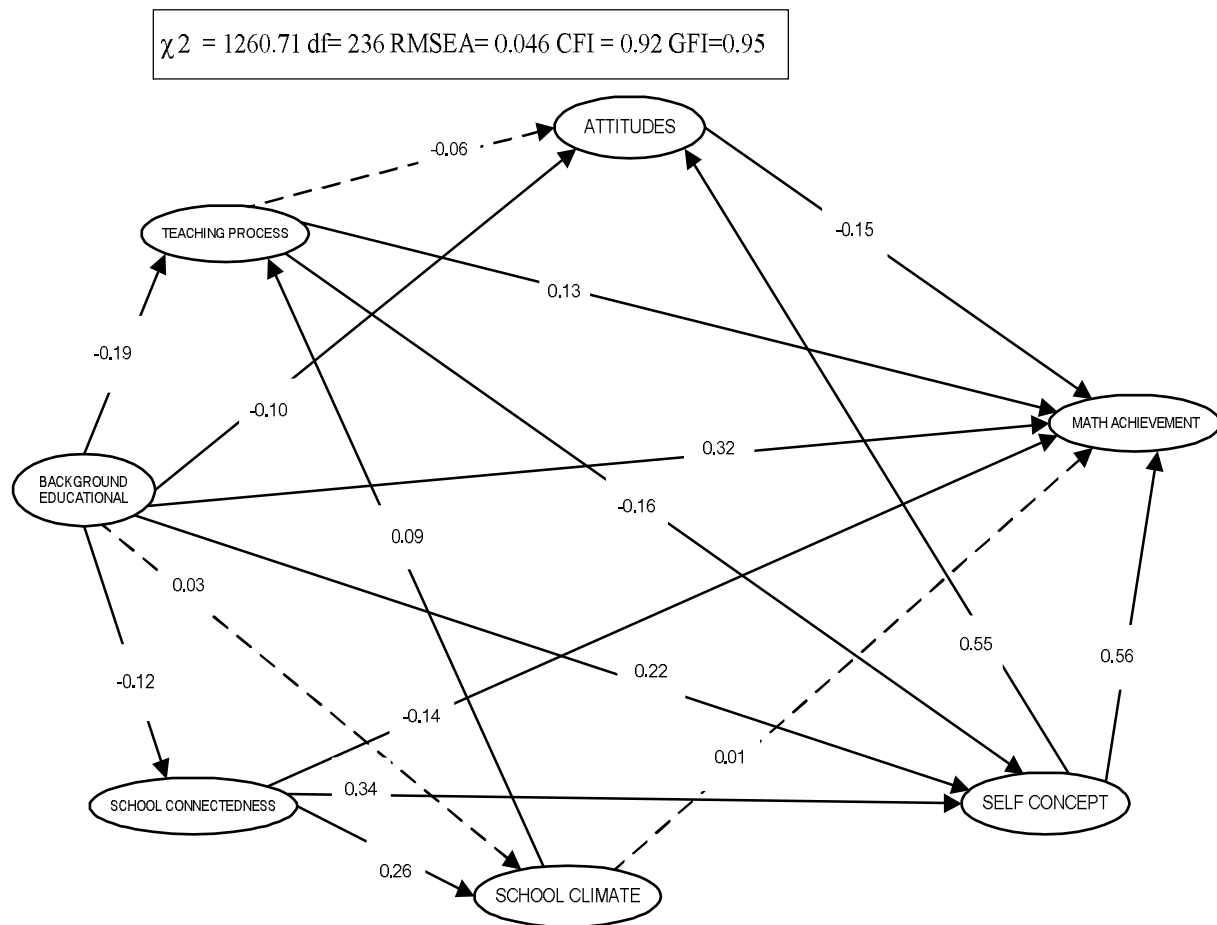 χ2 = 1260.71 df= 236 RMSEA= 0.046 CFI = 0.92 GFI=0.95
ATTITUDES
-0.06
-0.15
TEACHING PROCESS
0.13
-0.19
-0.10
MATH ACHIEVEMENT
0.32
BACKGROUND
EDUCATIONAL
-0.16
0.09
0.03
0.55
0.56
0.22
-0.12
-0.14
0.01
0.34
SCHOOL CONNECTEDNESS
SELF CONCEPT
0.26
SCHOOL CLIMATE